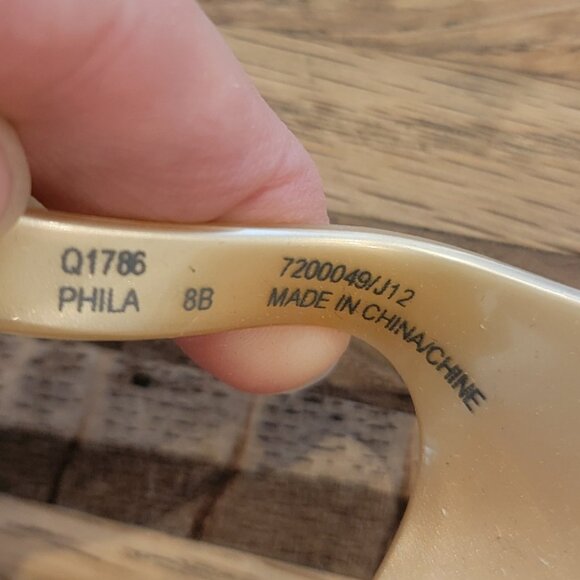 Q1786
PHILA 8B
7200049/J12
MADE IN CHINA/CHINE